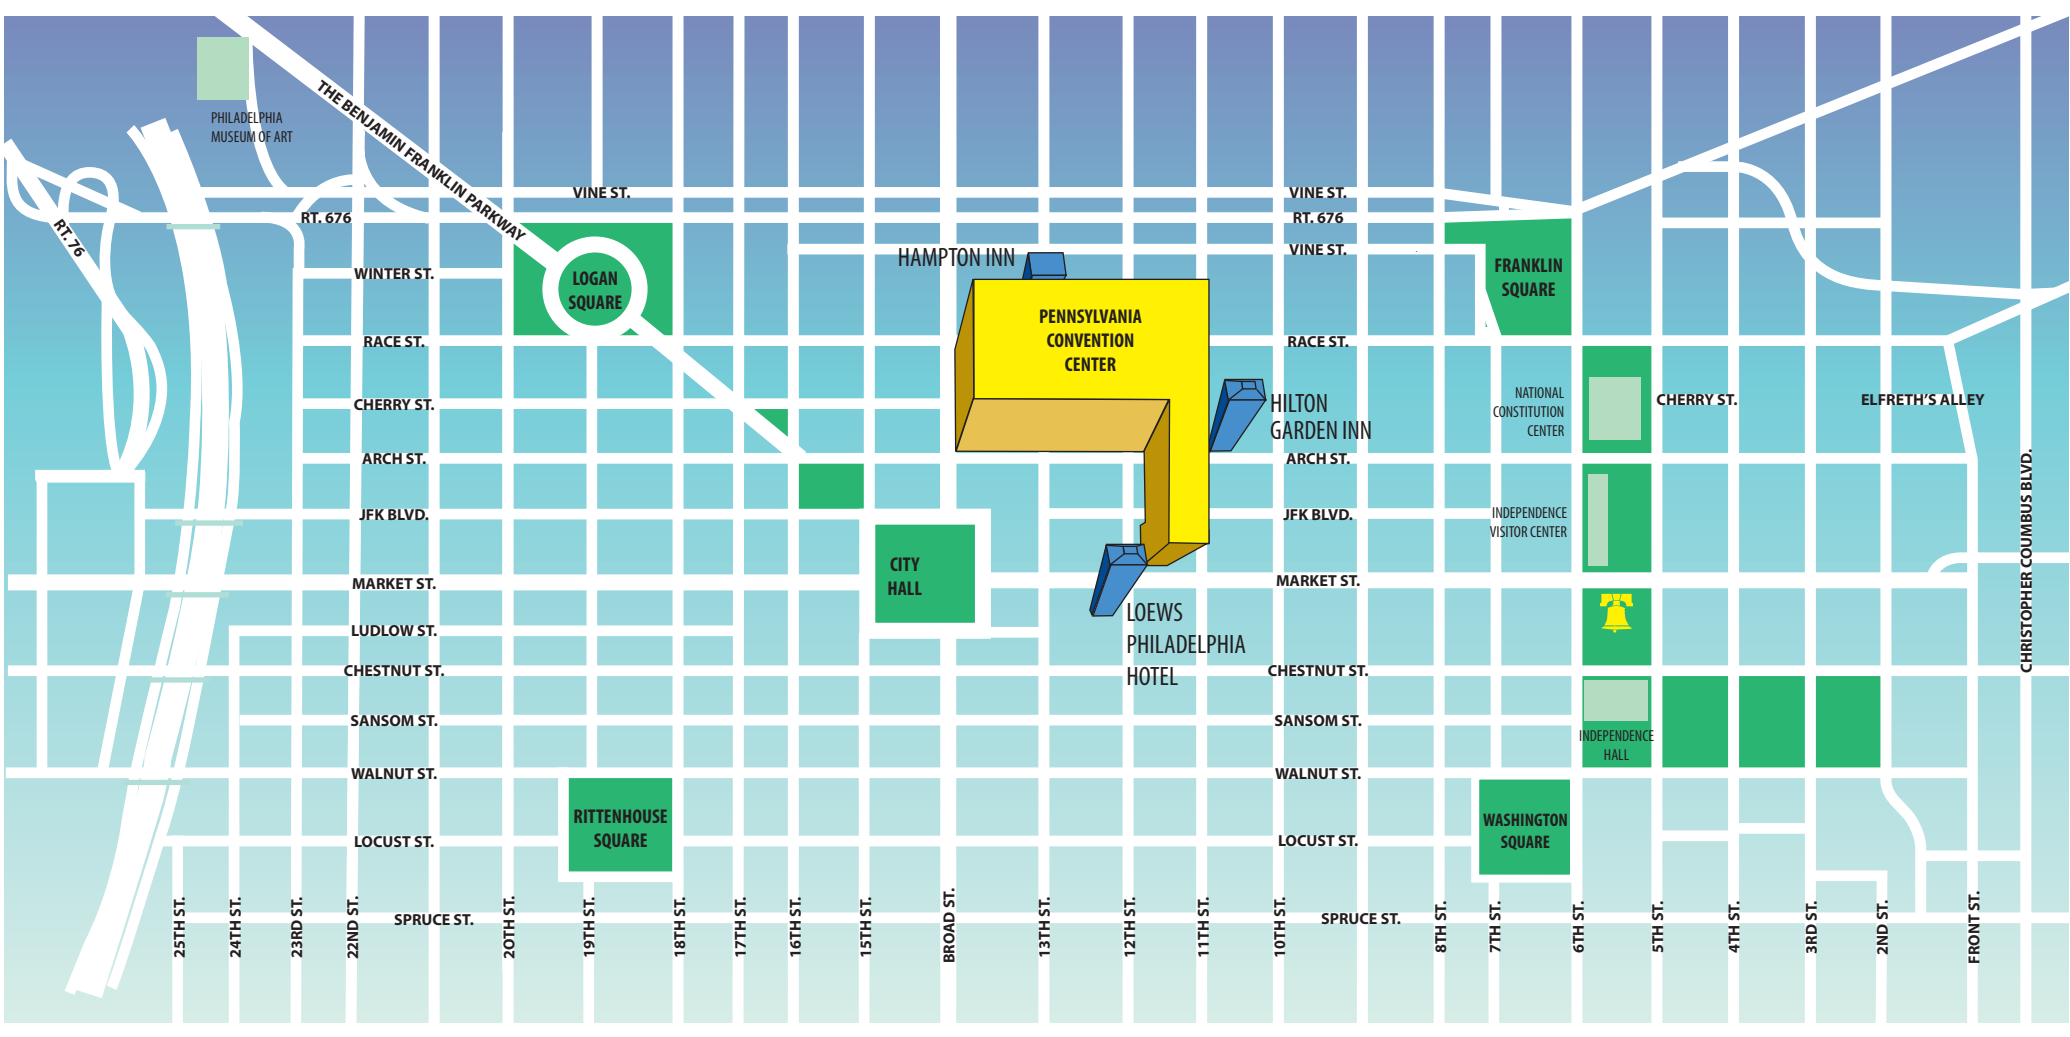 PHILADELPHIA
MUSEUM OF ART
THE BENJAMIN FRANKLIN PARKWAY
VINE ST.
VINE ST.
RT. 676
RT. 676
RT. 76
VINE ST.
HAMPTON INN
WINTER ST.
LOGAN
SQUARE
FRANKLIN
SQUARE
PENNSYLVANIA
CONVENTION
CENTER
RACE ST.
RACE ST.
CHERRY ST.
HILTON
GARDEN INN
NATIONAL
CONSTITUTION
CENTER
CHERRY ST.
ELFRETH'S ALLEY
ARCH ST.
ARCH ST.
JFK BLVD.
JFK BLVD.
INDEPENDENCE
VISITOR CENTER
CHRISTOPHER COUMBUS BLVD.
CITY
HALL
MARKET ST.
MARKET ST.
LOEWS
PHILADELPHIA
HOTEL
LUDLOW ST.
CHESTNUT ST.
CHESTNUT ST.
SANSOM ST.
SANSOM ST.
INDEPENDENCE
HALL
WALNUT ST.
WALNUT ST.
RITTENHOUSE
SQUARE
WASHINGTON
SQUARE
LOCUST ST.
LOCUST ST.
SPRUCE ST.
SPRUCE ST.
25TH ST.
24TH ST.
23RD ST.
22ND ST.
20TH ST.
19TH ST.
18TH ST.
17TH ST.
16TH ST.
15TH ST.
BROAD ST.
13TH ST.
12TH ST.
11TH ST.
10TH ST.
8TH ST.
7TH ST.
6TH ST.
5TH ST.
4TH ST.
3RD ST.
2ND ST.
FRONT ST.